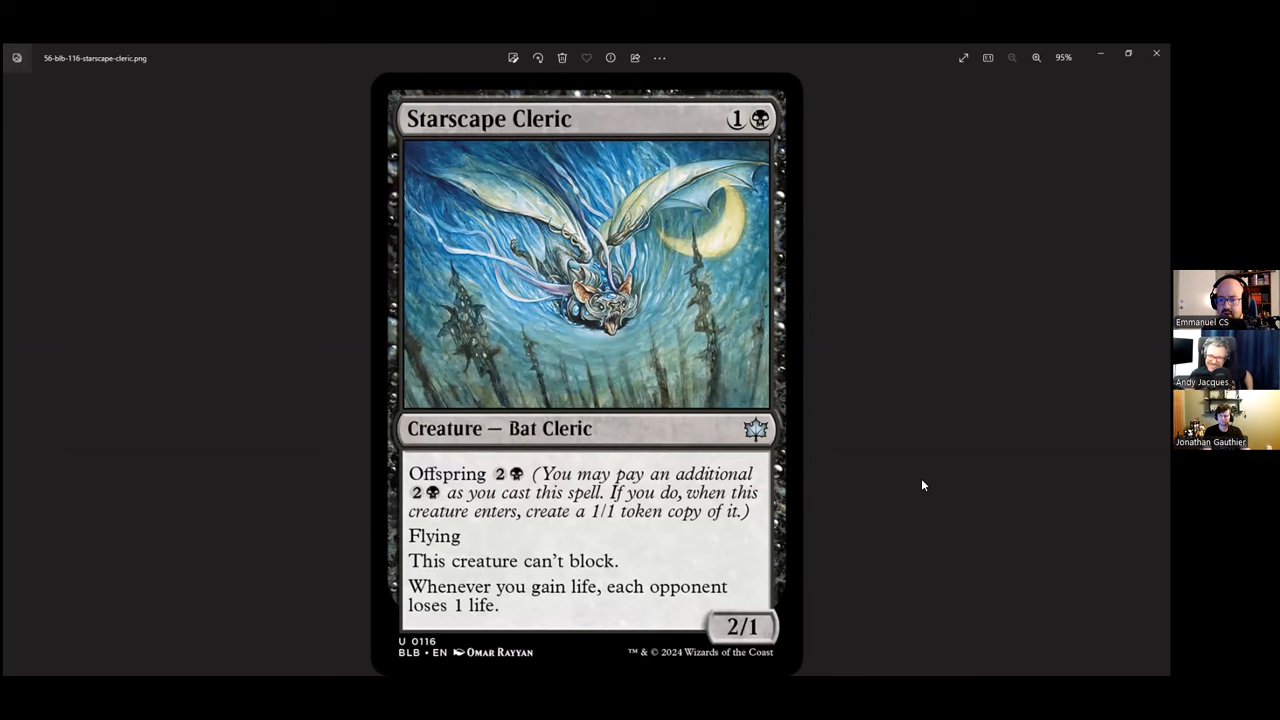 56-blb-116-starscape-cleric.png
95%
Starscape Cleric 1
Creature — Bat Cleric
Offspring 2 (You may pay an additional
2 as you cast this spell. If you do, when this
creature enters, create a 1/1 token copy of it.)
Flying
This creature can't block.
Whenever you gain life, each opponent
loses 1 life.
2/1
U 0116
BLB • EN OMAR RAYYAN
™ & © 2024 Wizards of the Coast
Emmanuel CS
Andy Jacques
Jonathan Gauthier